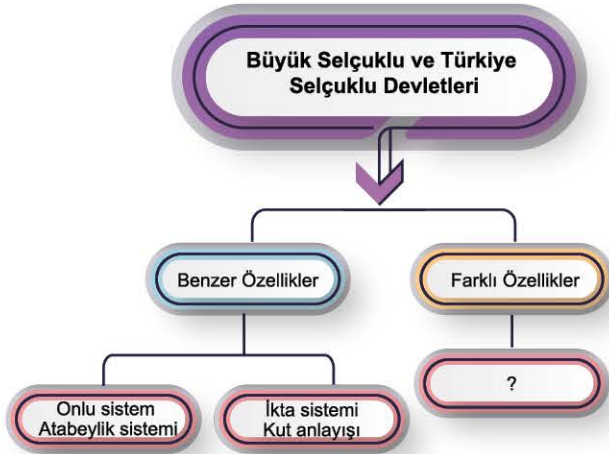 Büyük Selçuklu ve Türkiye
Selçuklu Devletleri
Benzer Özellikler
Farklı Özellikler
Onlu sistem
Atabeylik sistemi
İkta sistemi
Kut anlayışı
?